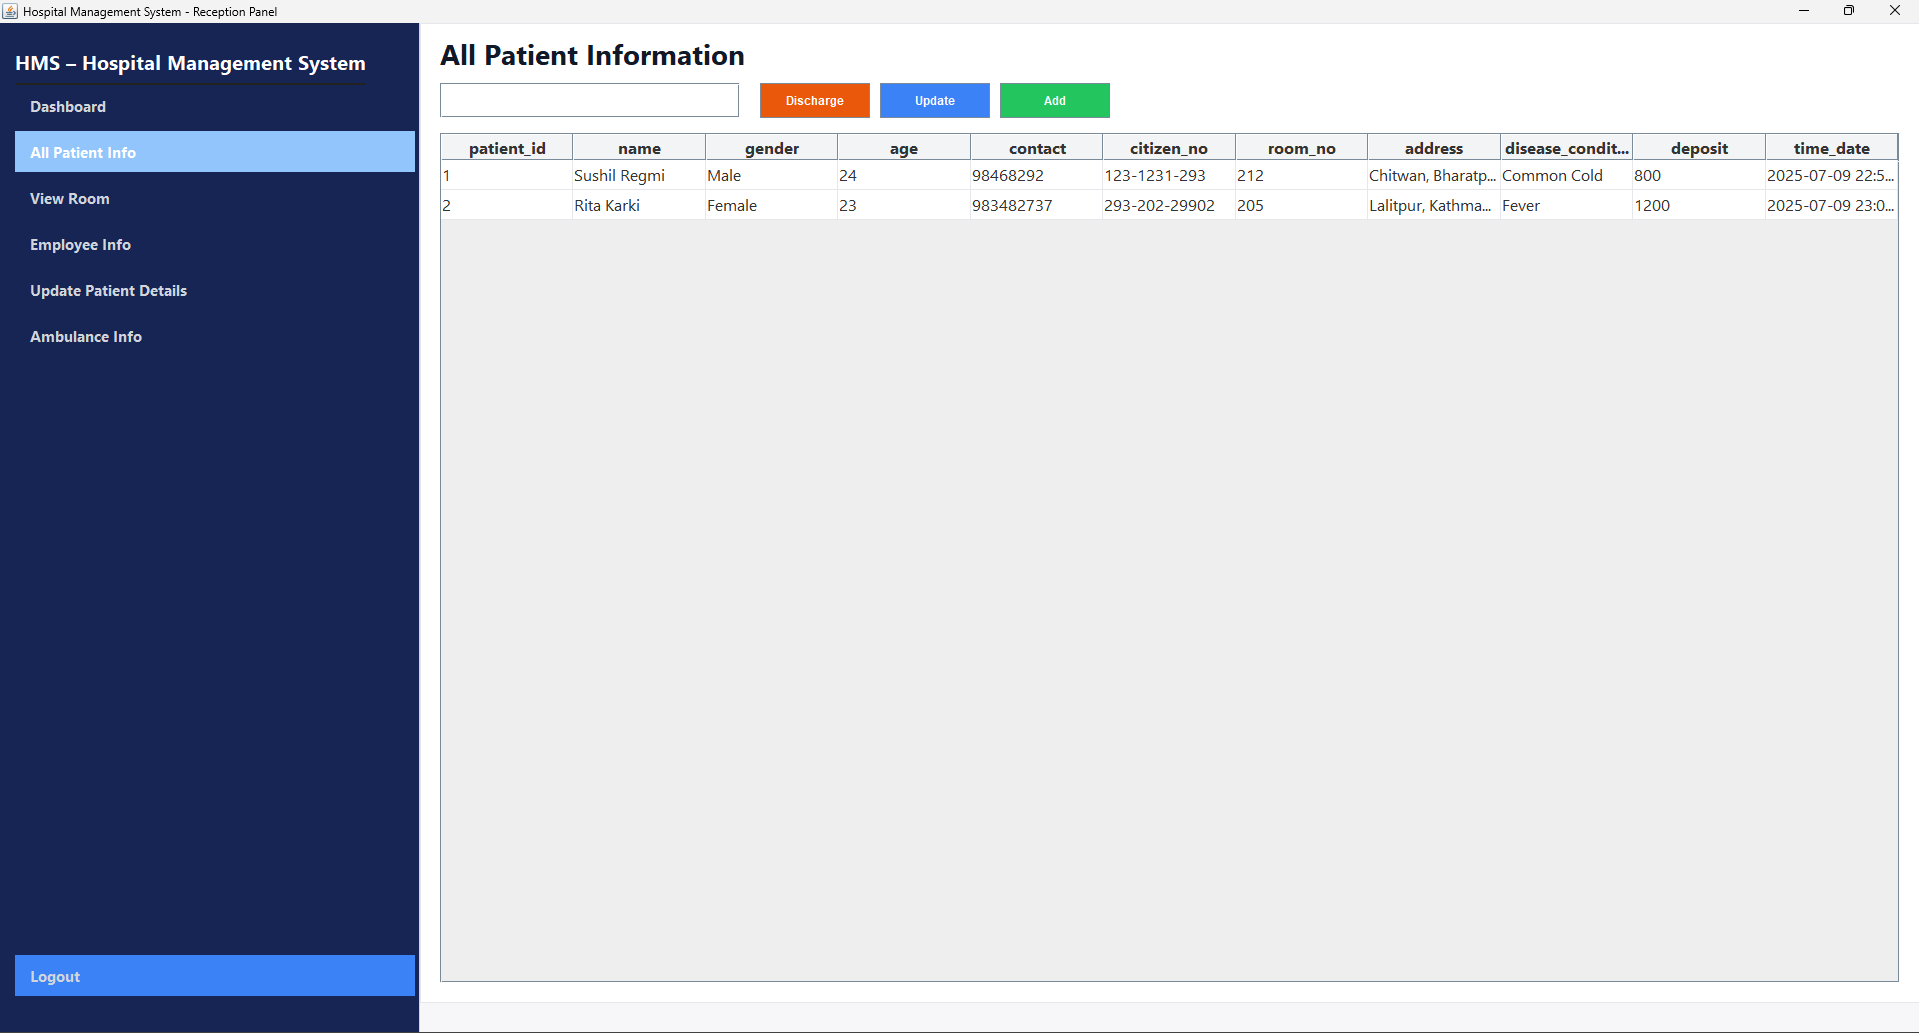 Hospital Management System - Reception Panel
HMS – Hospital Management System
Dashboard
All Patient Info
View Room
Employee Info
Update Patient Details
Ambulance Info
Logout
All Patient Information
Discharge Update Add
patient_id name gender age contact citizen_no room_no address disease_condit... deposit time_date
1 Sushil Regmi Male 24 98468292 123-1231-293 212 Chitwan, Bharatp... Common Cold 800 2025-07-09 22:5...
2 Rita Karki Female 23 983482737 293-202-29902 205 Lalitpur, Kathma... Fever 1200 2025-07-09 23:0...